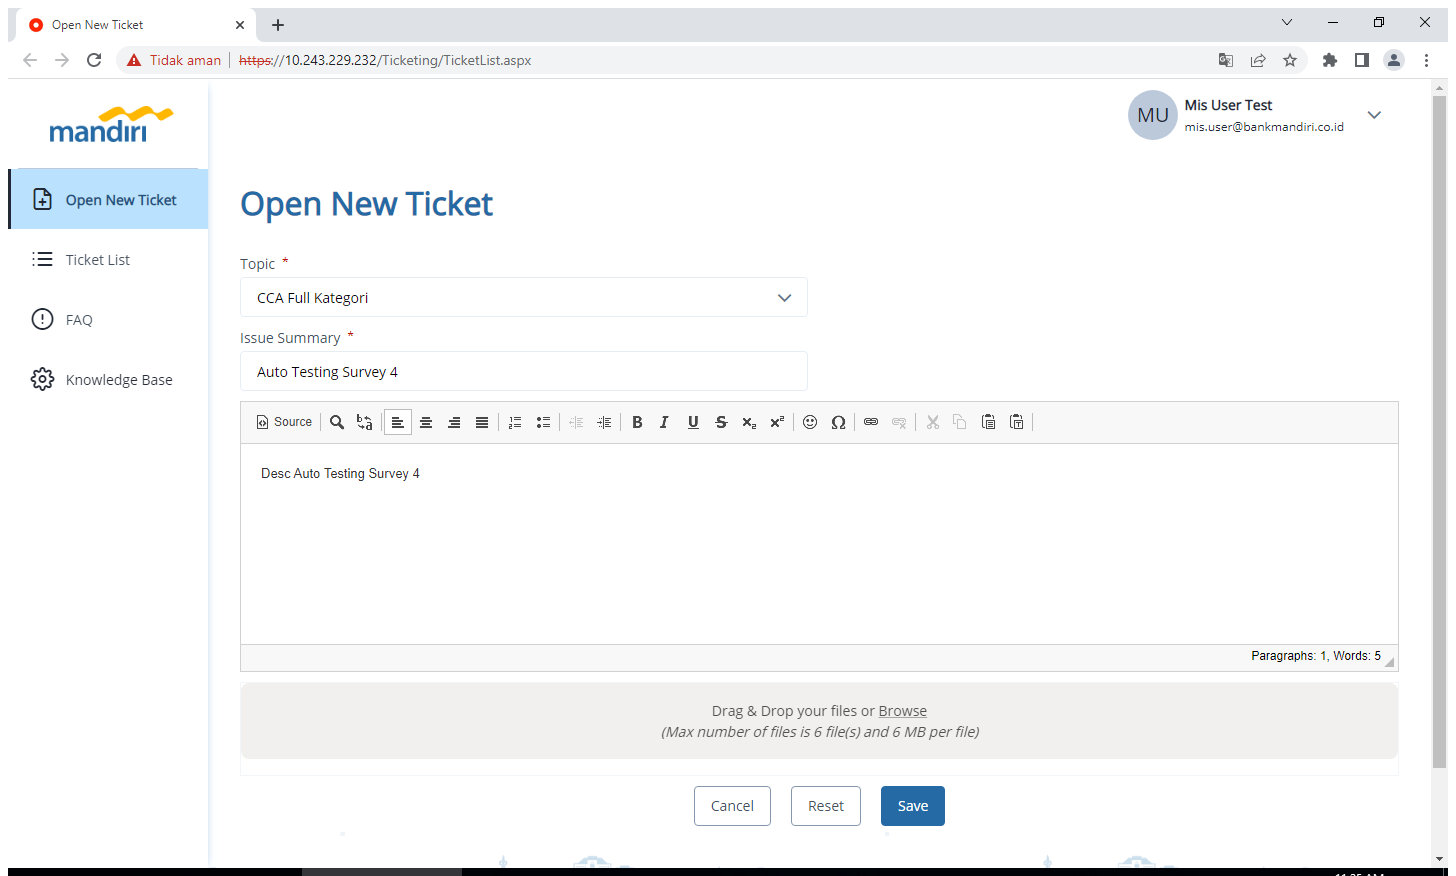 Open New Ticket
Tidak aman
https://10.243.229.232/Ticketing/TicketList.aspx
mandiri
MU
Mis User Test
mis.user@bankmandiri.co.id
Open New Ticket
Ticket List
FAQ
Knowledge Base
Open New Ticket
Topic *
CCA Full Kategori
Issue Summary *
Auto Testing Survey 4
Source
Desc Auto Testing Survey 4
Paragraphs: 1, Words: 5
Drag & Drop your files or Browse
(Max number of files is 6 file(s) and 6 MB per file)
Cancel
Reset
Save